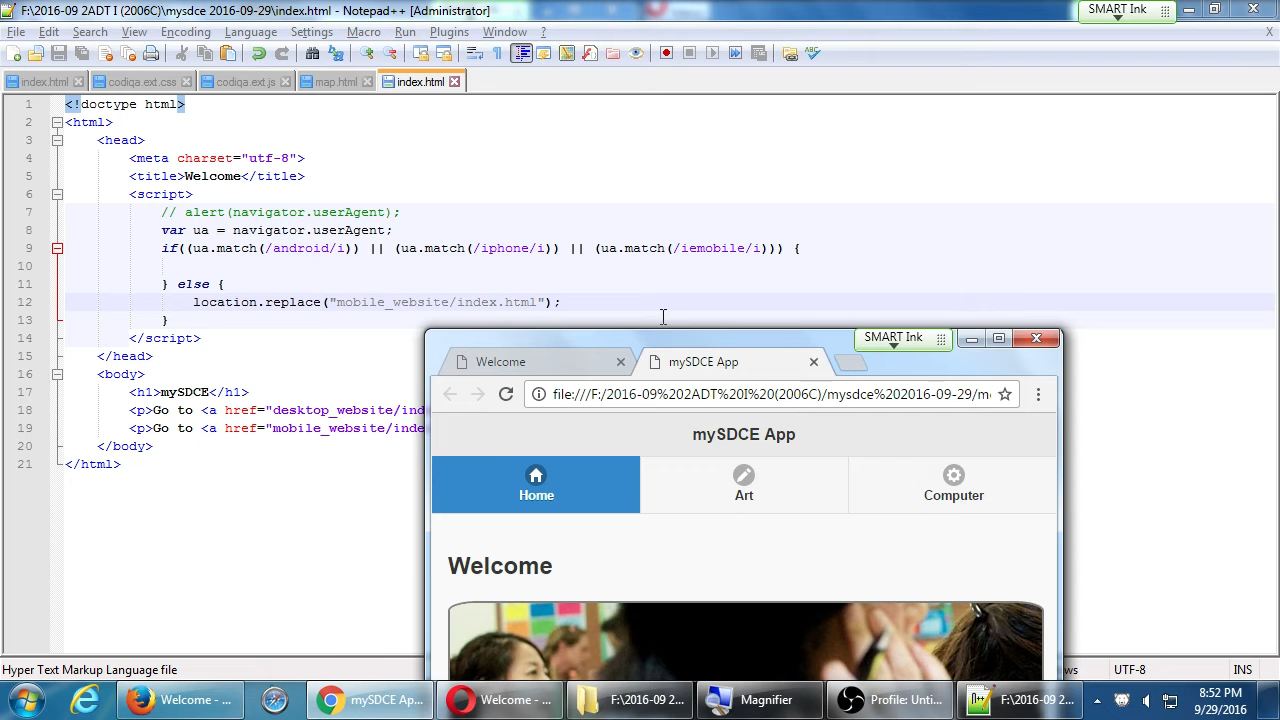 F:\2016-09 2ADT I (2006C)\mysdce 2016-09-29\index.html - Notepad++ [Administrator]
SMART Ink
File Edit Search View Encoding Language Settings Macro Run Plugins Window ?
X
index.html codiqa.ext.css codiqa.ext.js map.html index.html
1 <!doctype html>
2 <html>
3 <head>
4 <meta charset="utf-8">
5 <title>Welcome</title>
6 <script>
7 // alert(navigator.userAgent);
8 var ua = navigator.userAgent;
9 if((ua.match(/android/i)) || (ua.match(/iphone/i)) || (ua.match(/iemobile/i))) {
10
11 } else {
12 location.replace("mobile_website/index.html");
13 }
14 </script>
15 </head>
16 <body>
17 <h1>mySDCE</h1>
18 <p>Go to <a href="desktop_website/ind
19 <p>Go to <a href="mobile_website/inde
20 </body>
21 </html>
SMART Ink
Welcome mySDCE App
file:///F:/2016-09%202ADT%20I%20(2006C)/mysdce%202016-09-29/m
mySDCE App
Home Art Computer
Welcome
Hyper Text Markup Language file
UTF-8 INS
Welcome - ... mySDCE Ap... Welcome - ... F:\2016-09 2... Magnifier Profile: Unti... F:\2016-09 2...
8:52 PM
9/29/2016